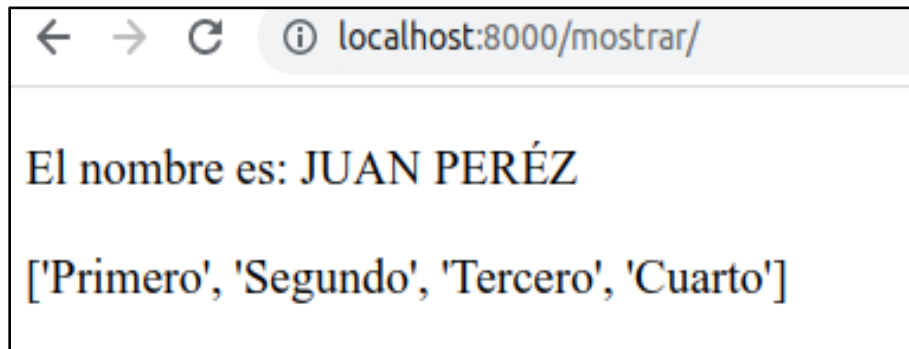 localhost:8000/mostrar/
El nombre es: JUAN PERÉZ
['Primero', 'Segundo', 'Tercero', 'Cuarto']